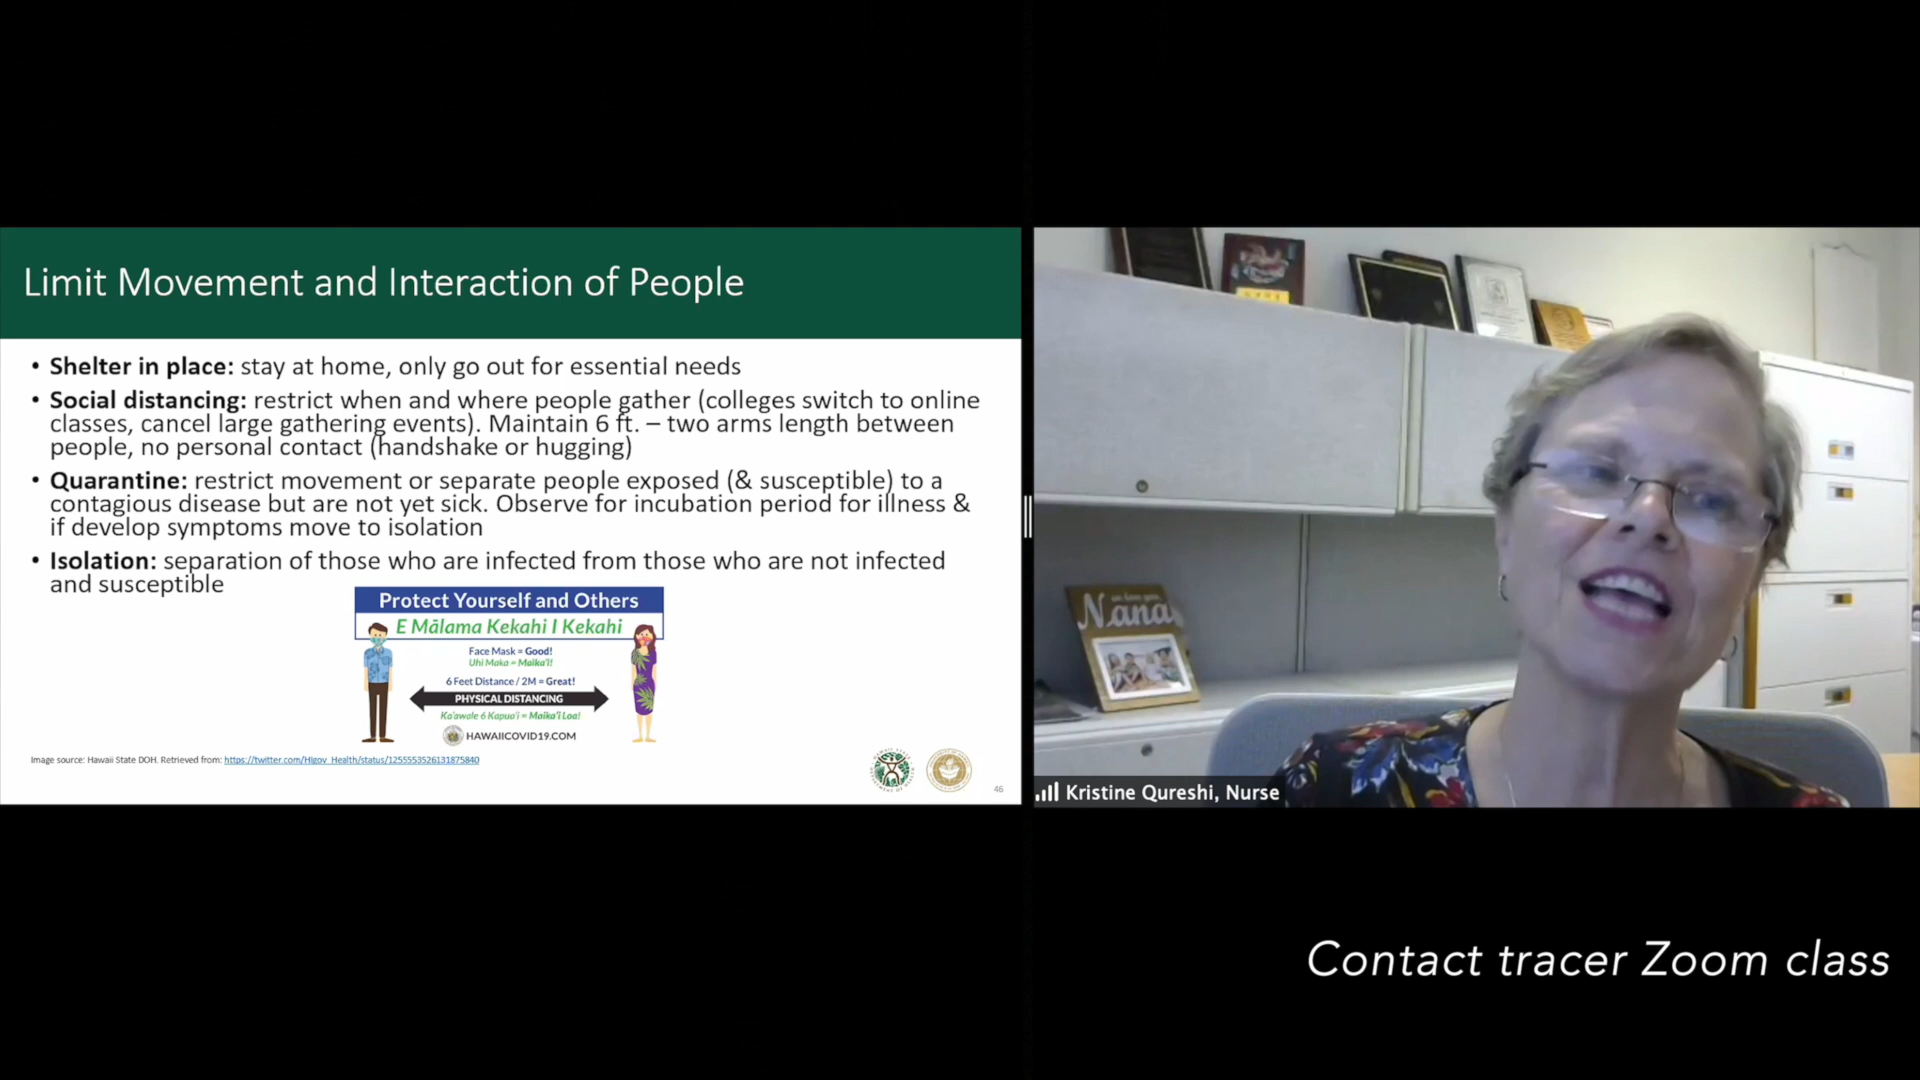 Limit Movement and Interaction of People
• Shelter in place: stay at home, only go out for essential needs
• Social distancing: restrict when and where people gather (colleges switch to online
classes, cancel large gathering events). Maintain 6 ft. – two arms length between
people, no personal contact (handshake or hugging)
• Quarantine: restrict movement or separate people exposed (& susceptible) to a
contagious disease but are not yet sick. Observe for incubation period for illness &
if develop symptoms move to isolation
• Isolation: separation of those who are infected from those who are not infected
and susceptible
Protect Yourself and Others
E Mālama Kekahi I Kekahi
Face Mask = Good!
Uhi Maka = Maika'i!
6 Feet Distance / 2M = Great!
PHYSICAL DISTANCING
Ka'awale 6 Kapua'i = Maika'i Loa!
HAWAIICOVID19.COM
Image source: Hawaii State DOH. Retrieved from: https://twitter.com/Higov_Health/status/1255553526131875840
46
Nana
Kristine Qureshi, Nurse
Contact tracer Zoom class